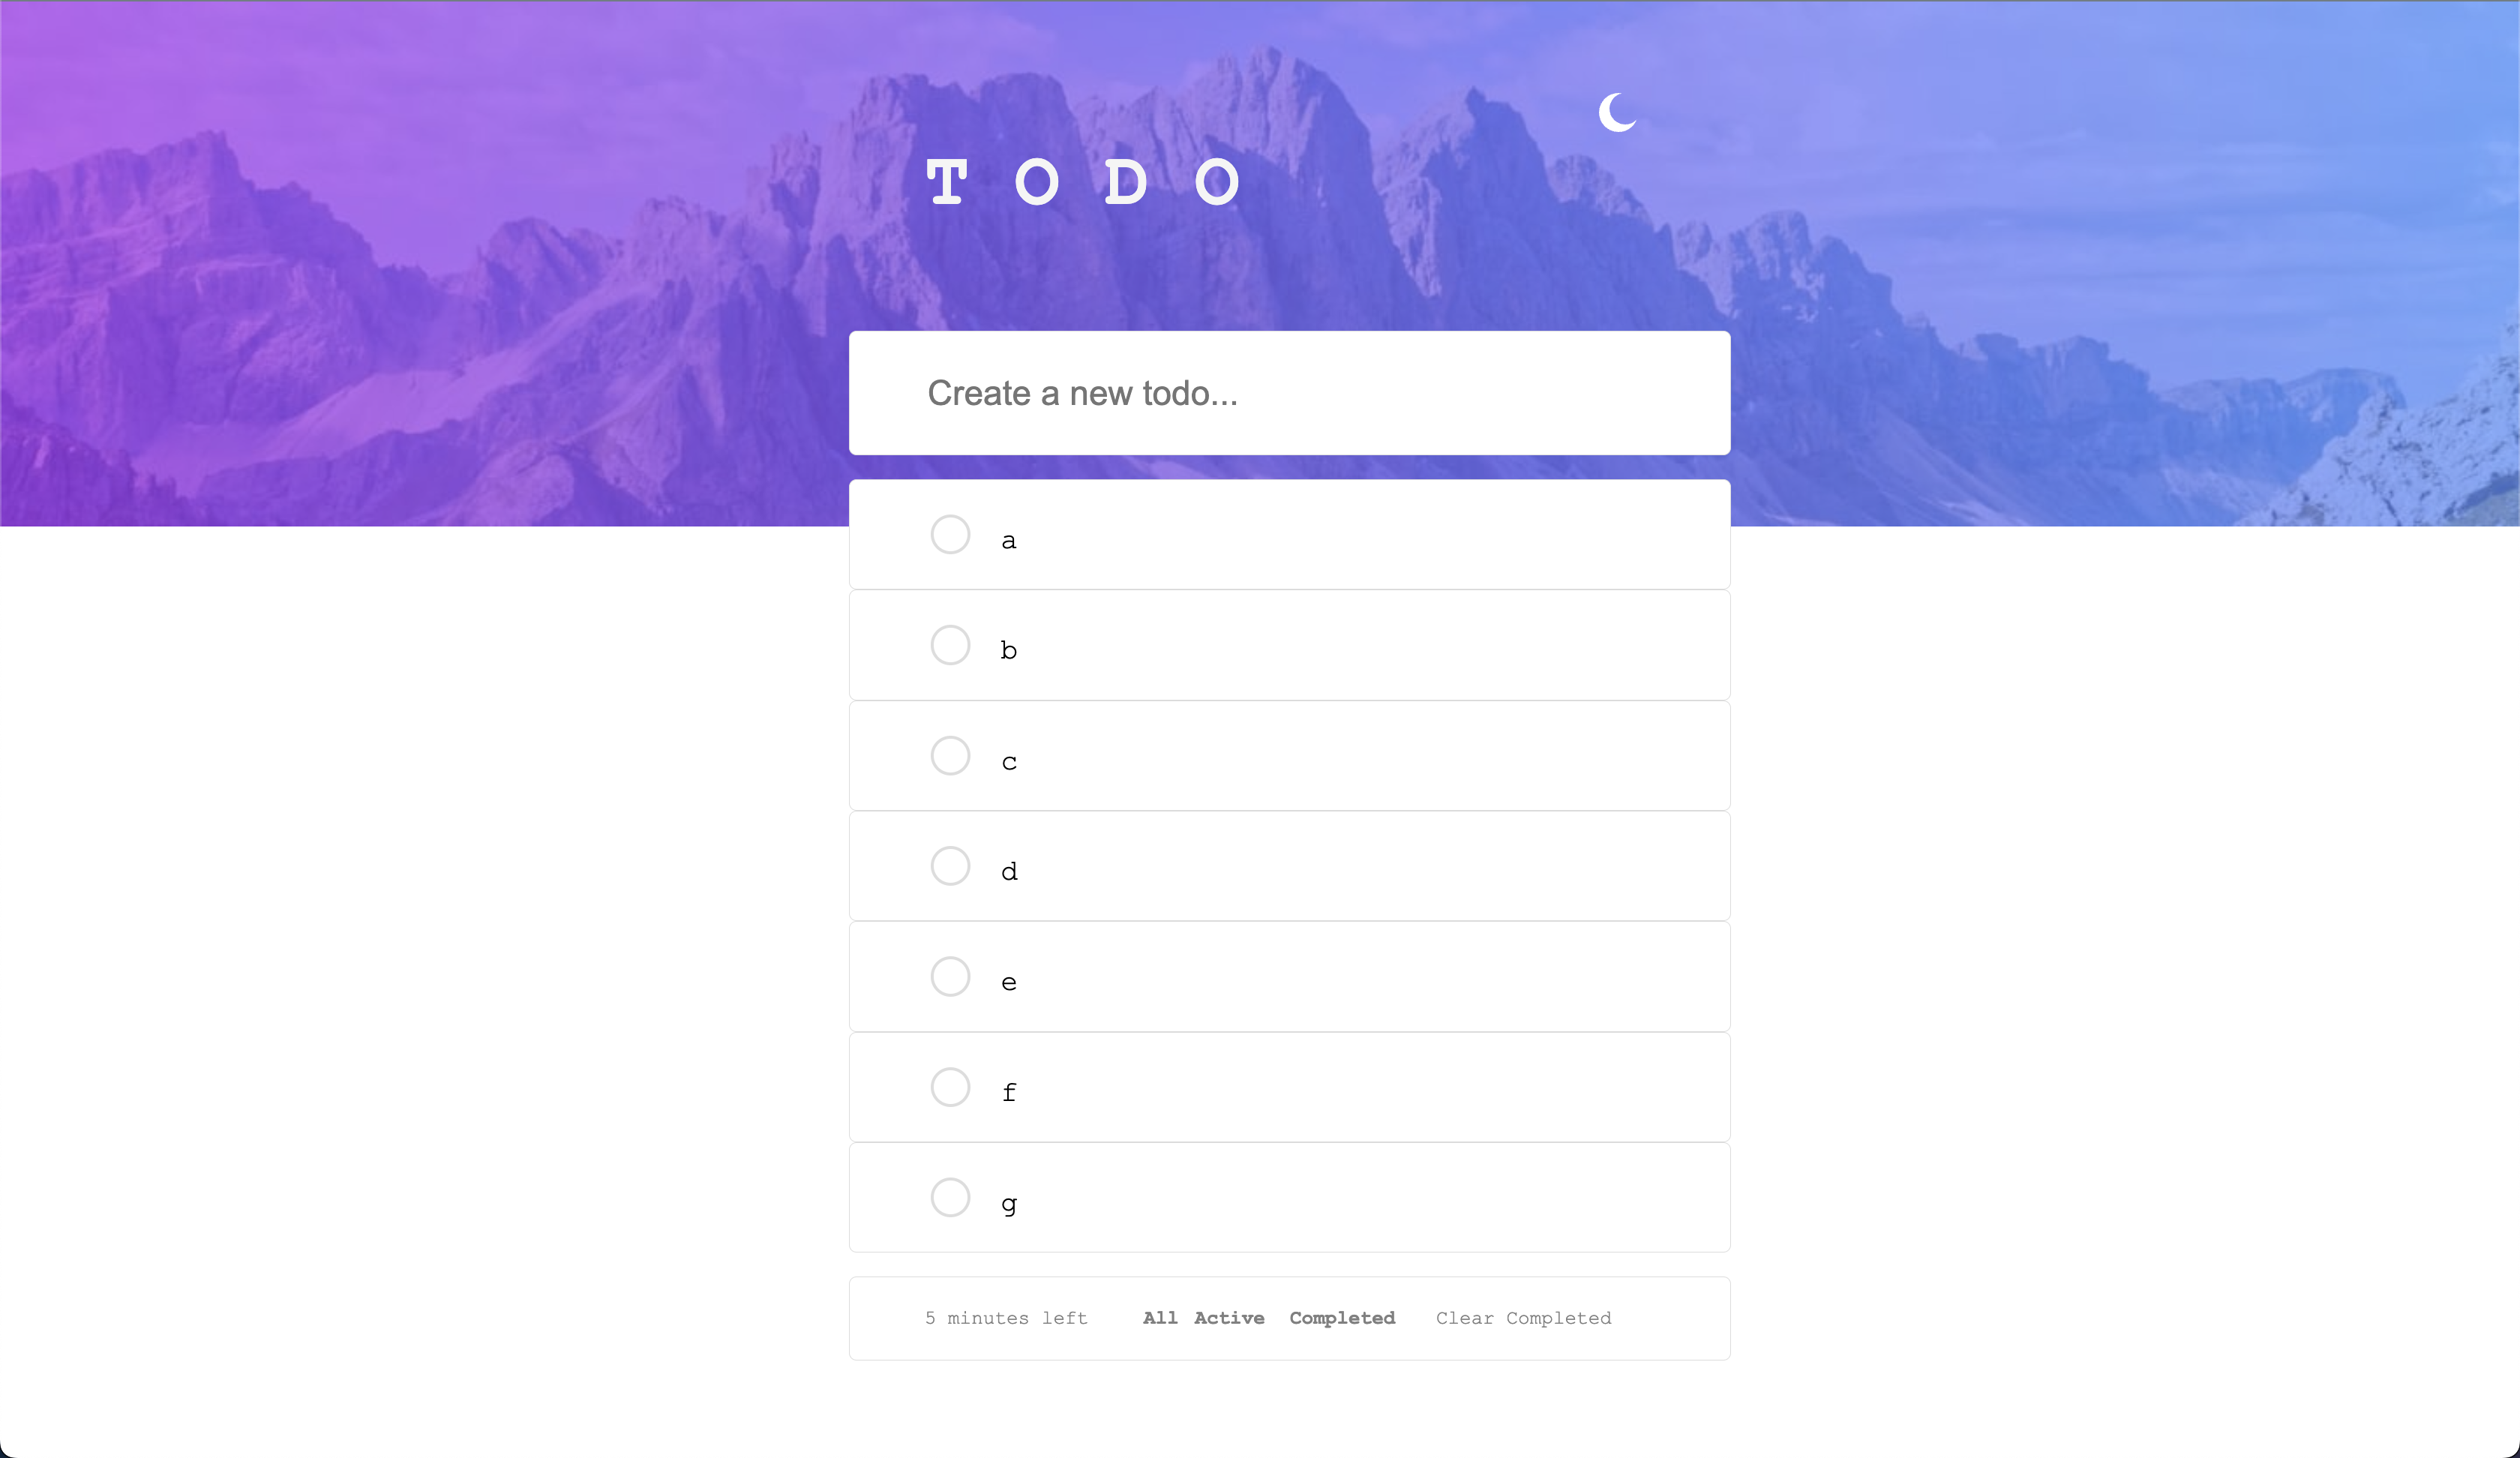 T O D O
Create a new todo...
a
b
c
d
e
f
g
5 minutes left All Active Completed Clear Completed